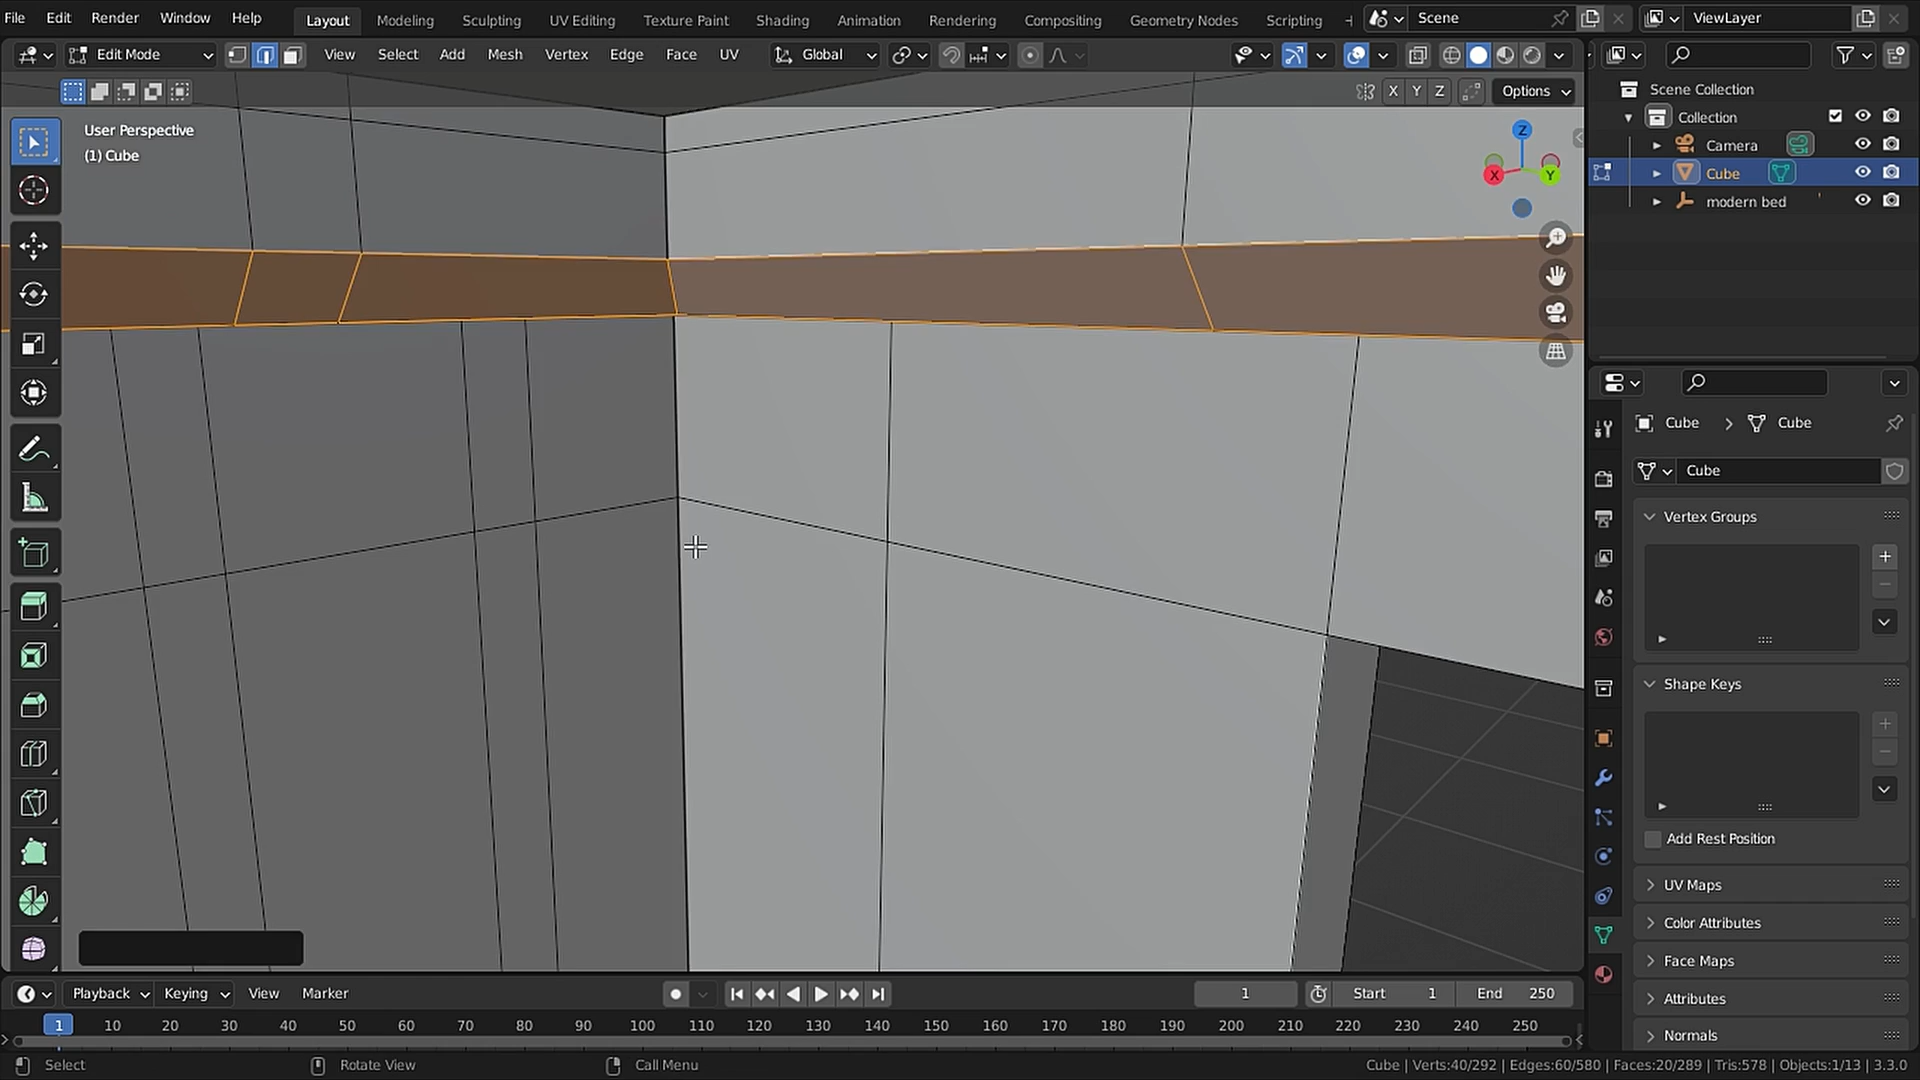 File Edit Render Window Help Layout Modeling Sculpting UV Editing Texture Paint Shading Animation Rendering Compositing Geometry Nodes Scripting Scene ViewLayer
Edit Mode View Select Add Mesh Vertex Edge Face UV Global
X Y Z Options
User Perspective
(1) Cube
Z
X Y
Scene Collection
Collection
Camera
Cube
modern bed
Cube > Cube
Cube
Vertex Groups
Shape Keys
Add Rest Position
UV Maps
Color Attributes
Face Maps
Attributes
Normals
Playback Keying View Marker 1 Start 1 End 250
1 10 20 30 40 50 60 70 80 90 100 110 120 130 140 150 160 170 180 190 200 210 220 230 240 250
Select Rotate View Call Menu Cube | Verts:40/292 | Edges:60/580 | Faces:20/289 | Tris:578 | Objects:1/13 | 3.3.0